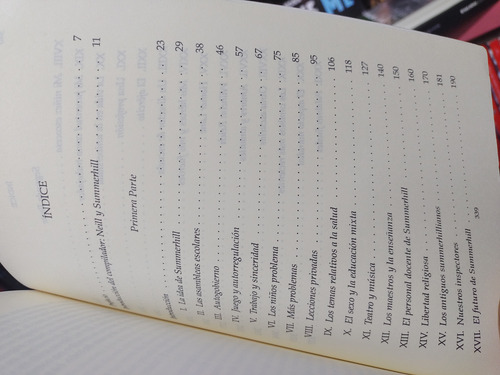 ÍNDICE
7
del compilador: Neill y Summerhill 11
Primera Parte
23
I. La idea de Summerhill 29
II. Las asambleas escolares 38
III. Autogobierno 46
IV. Juego y autorregulación 57
V. Trabajo y sinceridad 67
VI. Los niños problema 75
VII. Más problemas 85
VIII. Lecciones privadas 95
IX. Los temas relativos a la salud 106
X. El sexo y la educación mixta 118
XI. Teatro y música 127
XII. Los maestros y la enseñanza 140
XIII. El personal docente de Summerhill 150
XIV. Libertad religiosa 160
XV. Los antiguos summerhillianos 170
XVI. Nuestros inspectores 181
XVII. El futuro de Summerhill 190
339